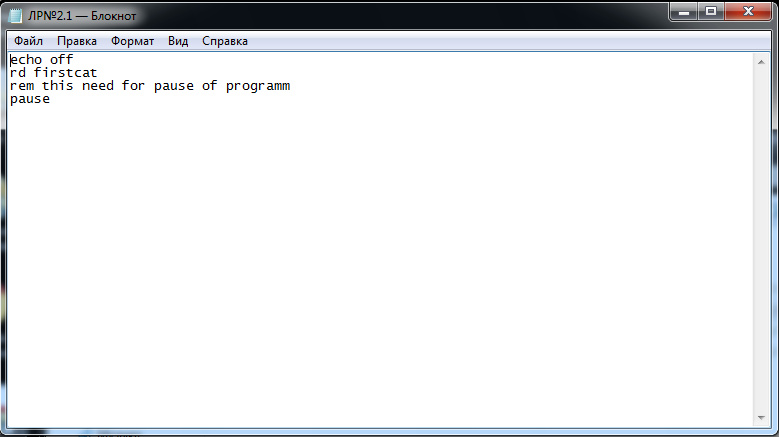 ЛР№2.1 — Блокнот
Файл Правка Формат Вид Справка
echo off
rd firstcat
rem this need for pause of programm
pause